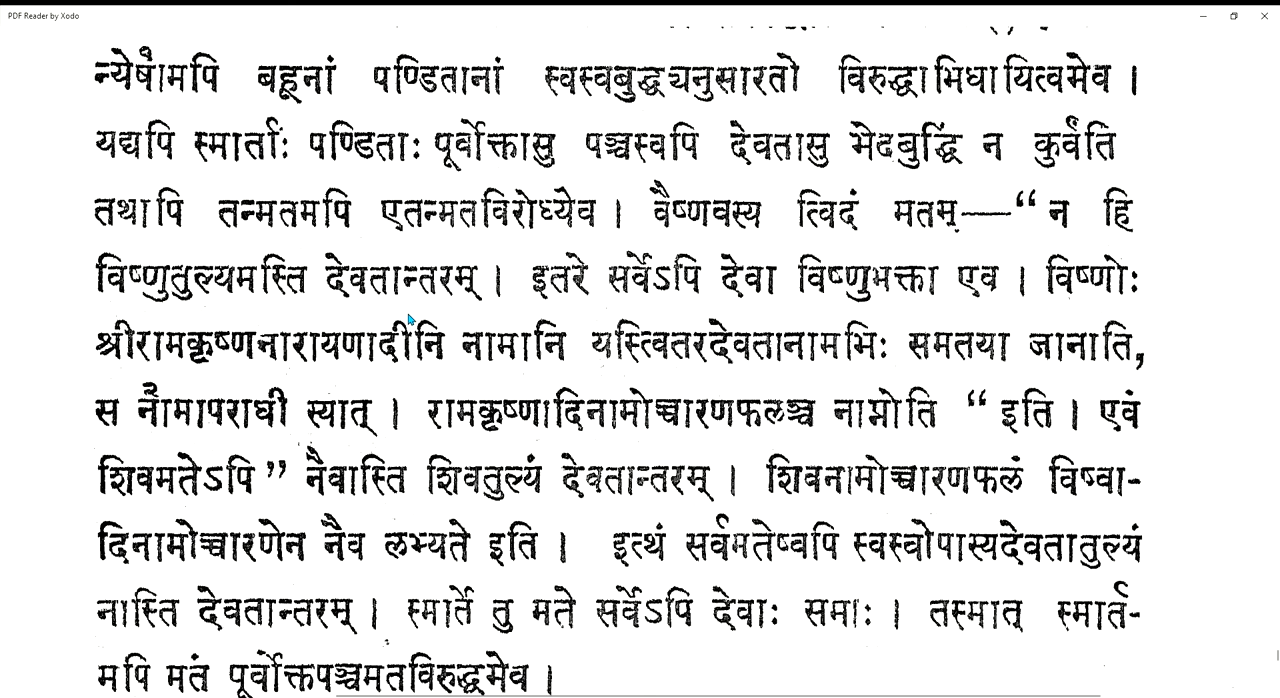 PDF Reader by Xodo
न्येषामपि बहूनां पण्डितानां स्वस्वबुद्ध्यनुसारतो विरुद्धाभिधायित्वमेव ।
यद्यपि स्मार्ताः पण्डिताः पूर्वोक्तासु पञ्चस्वपि देवतासु भेदबुद्धिं न कुर्वंति
तथापि तन्मतमपि एतन्मतविरोध्येव । वैष्णवस्य त्विदं मतम्—“ न हि
विष्णुतुल्यमस्ति देवतान्तरम् । इतरे सर्वेऽपि देवा विष्णुभक्ता एव । विष्णोः
श्रीरामकृष्णनारायणादीनि नामानि यस्त्वितरदेवतानामभिः समतया जानाति,
स नामापराधी स्यात् । रामकृष्णादिनामोच्चारणफलञ्च नाप्नोति “ इति । एवं
शिवमतेऽपि ” नैवास्ति शिवतुल्यं देवतान्तरम् । शिवनामोच्चारणफलं विष्वा-
दिनामोच्चारणेन नैव लभ्यते इति । इत्थं सर्वमतेष्वपि स्वस्वोपास्यदेवतातुल्यं
नास्ति देवतान्तरम् । स्मार्ते तु मते सर्वेऽपि देवाः समाः । तस्मात् स्मार्त-
मपि मतं पूर्वोक्तपञ्चमतविरुद्धमेव ।